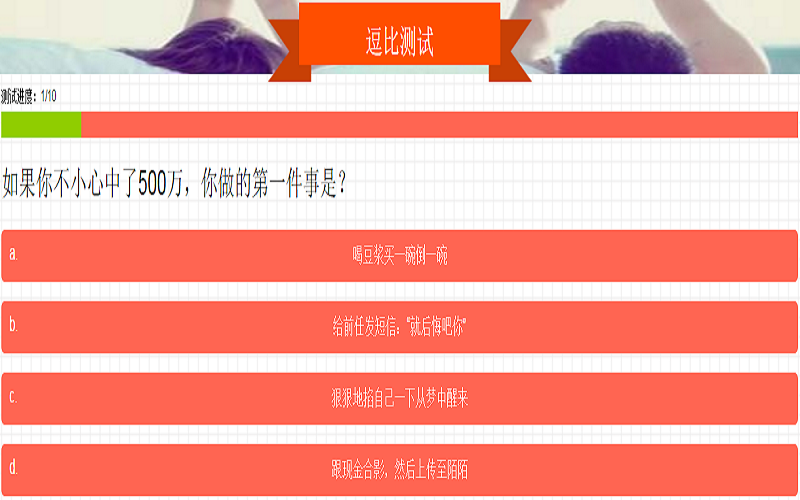 逗比测试
测试进度：1/10
如果你不小心中了500万，你做的第一件事是？
a. 喝豆浆买一碗倒一碗
b. 给前任发短信："就后悔吧你"
c. 狠狠地掐自己一下从梦中醒来
d. 跟现金合影，然后上传至陌陌